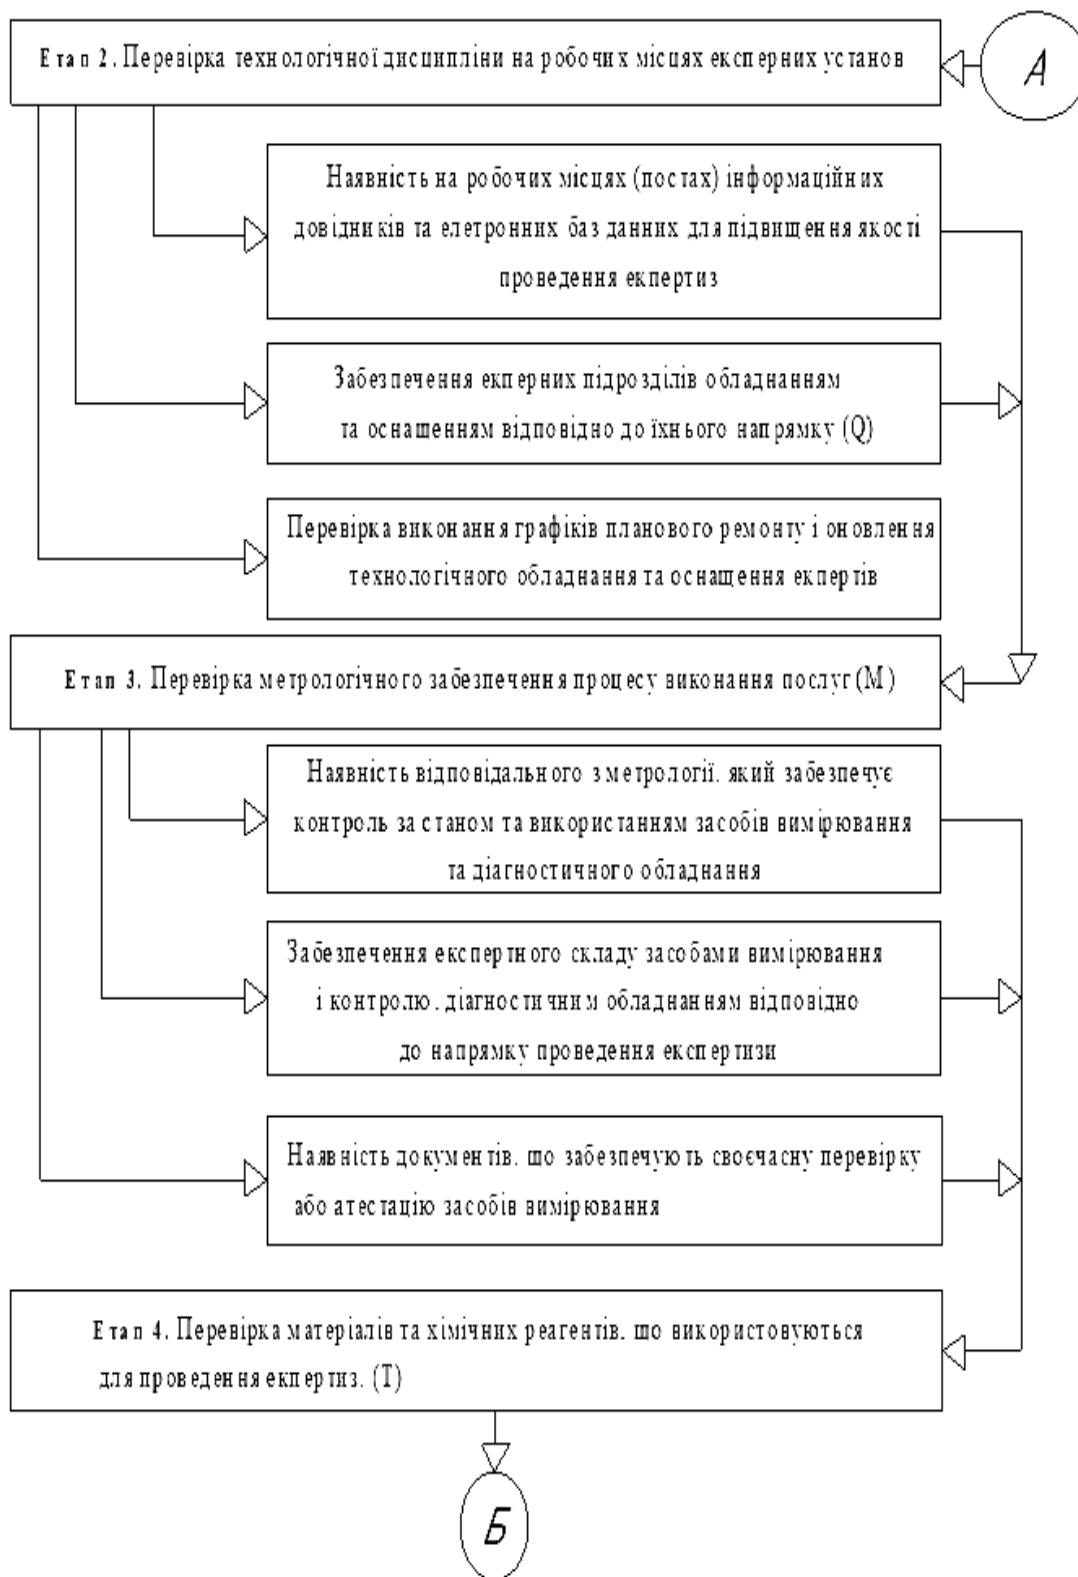 Етап 2. Перевірка технологічної дисципліни на робочих місцях експерних установ
А
Наявність на робочих місцях (постах) інформаційних
довідників та елетронних баз данних для підвищення якості
проведення експертиз
Забезпечення екперних підрозділів обладнанням
та оснашенням відповідно до їхнього напрямку (Q)
Перевірка виконання графіків планового ремонту і оновлення
технологічного обладнання та оснащення експертів
Етап 3. Перевірка метрологічного забезпечення процесу виконання послуг (М)
Наявність відповідального з метрології. який забезпечує
контроль за станом та використанням засобів вимірювання
та діагностичного обладнання
Забезпечення експертного складу засобами вимірювання
і контролю. діагностичним обладнанням відповідно
до напрямку проведення експертизи
Наявність документів. що забезпечують своєчасну перевірку
або атестацію засобів вимірювання
Етап 4. Перевірка матеріалів та хімічних реагентів. що використовуються
для проведення експертиз. (Т)
Б